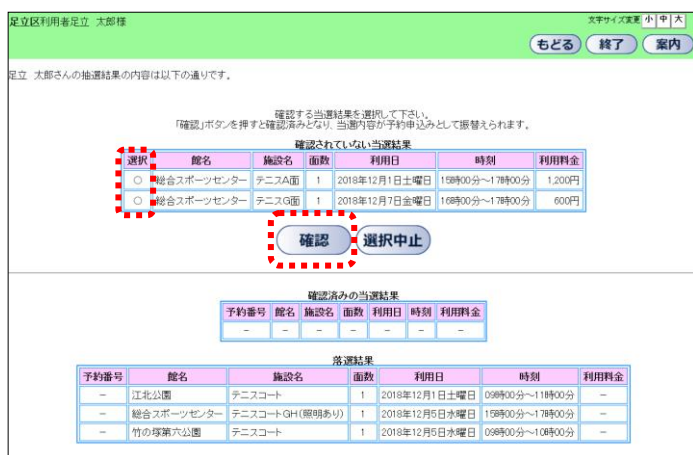 足立区利用者足立 太郎様
文字サイズ変更 小 中 大
もどる 終了 案内
足立 太郎さんの抽選結果の内容は以下の通りです。
確認する当選結果を選択して下さい。
「確認」ボタンを押すと確認済みとなり、当選内容が予約申込みとして振替えられます。
確認されていない当選結果
選択 館名 施設名 面数 利用日 時刻 利用料金
総合スポーツセンター テニスA面 1 2018年12月1日土曜日 15時00分～17時00分 1,200円
総合スポーツセンター テニスG面 1 2018年12月7日金曜日 16時00分～17時00分 600円
確認 選択中止
確認済みの当選結果
予約番号 館名 施設名 面数 利用日 時刻 利用料金
－ － － － － － －
落選結果
予約番号 館名 施設名 面数 利用日 時刻 利用料金
－ 江北公園 テニスコート 1 2018年12月1日土曜日 09時00分～11時00分 －
－ 総合スポーツセンター テニスコートGH(照明あり) 1 2018年12月5日水曜日 15時00分～17時00分 －
－ 竹の塚第六公園 テニスコート 1 2018年12月5日水曜日 09時00分～10時00分 －